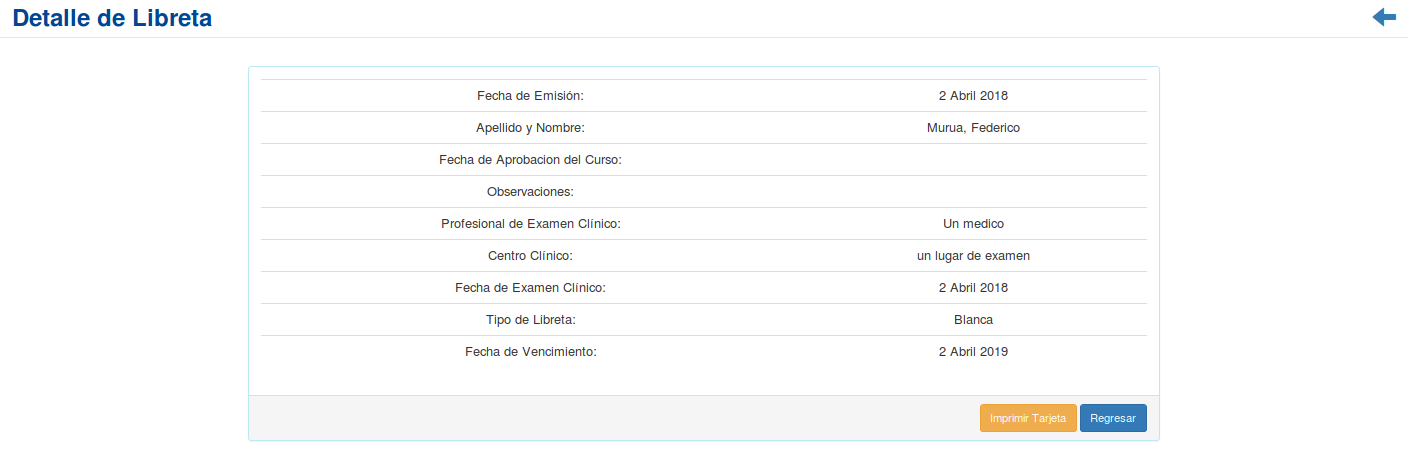 Detalle de Libreta
Fecha de Emisión: 2 Abril 2018
Apellido y Nombre: Murua, Federico
Fecha de Aprobacion del Curso:
Observaciones:
Profesional de Examen Clínico: Un medico
Centro Clínico: un lugar de examen
Fecha de Examen Clínico: 2 Abril 2018
Tipo de Libreta: Blanca
Fecha de Vencimiento: 2 Abril 2019
Imprimir Tarjeta Regresar